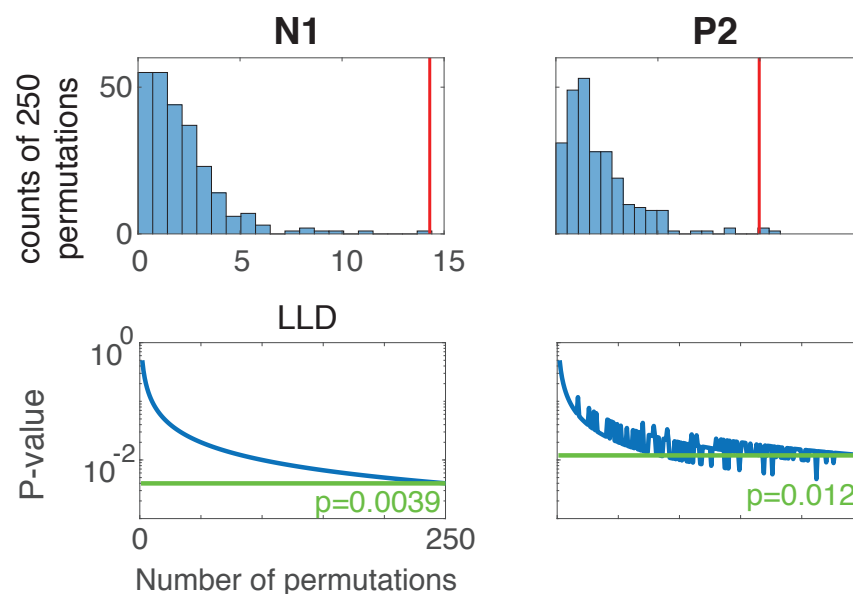 N1
P2
counts of 250
permutations
50
0
0
5
10
15
LLD
P-value
10^0
10^-2
p=0.0039
p=0.012
0
250
Number of permutations